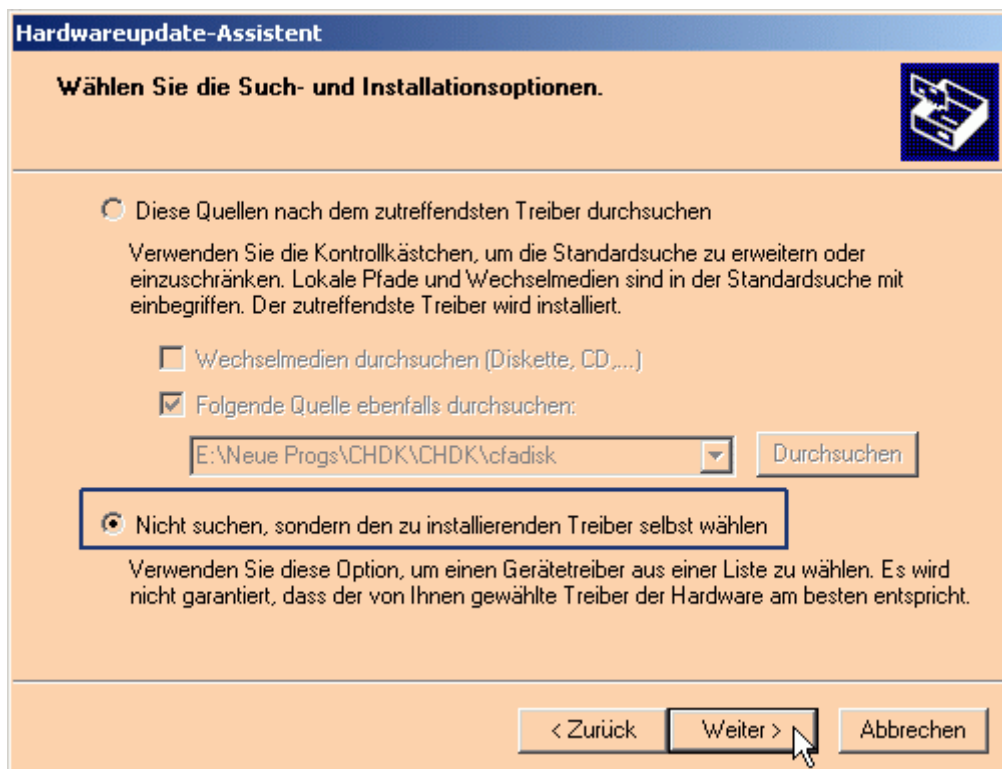 Hardwareupdate-Assistent
Wählen Sie die Such- und Installationsoptionen.
Diese Quellen nach dem zutreffendsten Treiber durchsuchen
Verwenden Sie die Kontrollkästchen, um die Standardsuche zu erweitern oder
einzuschränken. Lokale Pfade und Wechselmedien sind in der Standardsuche mit
einbegriffen. Der zutreffendste Treiber wird installiert.
Wechselmedien durchsuchen (Diskette, CD,...)
Folgende Quelle ebenfalls durchsuchen:
E:\Neue Progs\CHDK\CHDK\cfadisk
Durchsuchen
Nicht suchen, sondern den zu installierenden Treiber selbst wählen
Verwenden Sie diese Option, um einen Gerätetreiber aus einer Liste zu wählen. Es wird
nicht garantiert, dass der von Ihnen gewählte Treiber der Hardware am besten entspricht.
< Zurück
Weiter >
Abbrechen